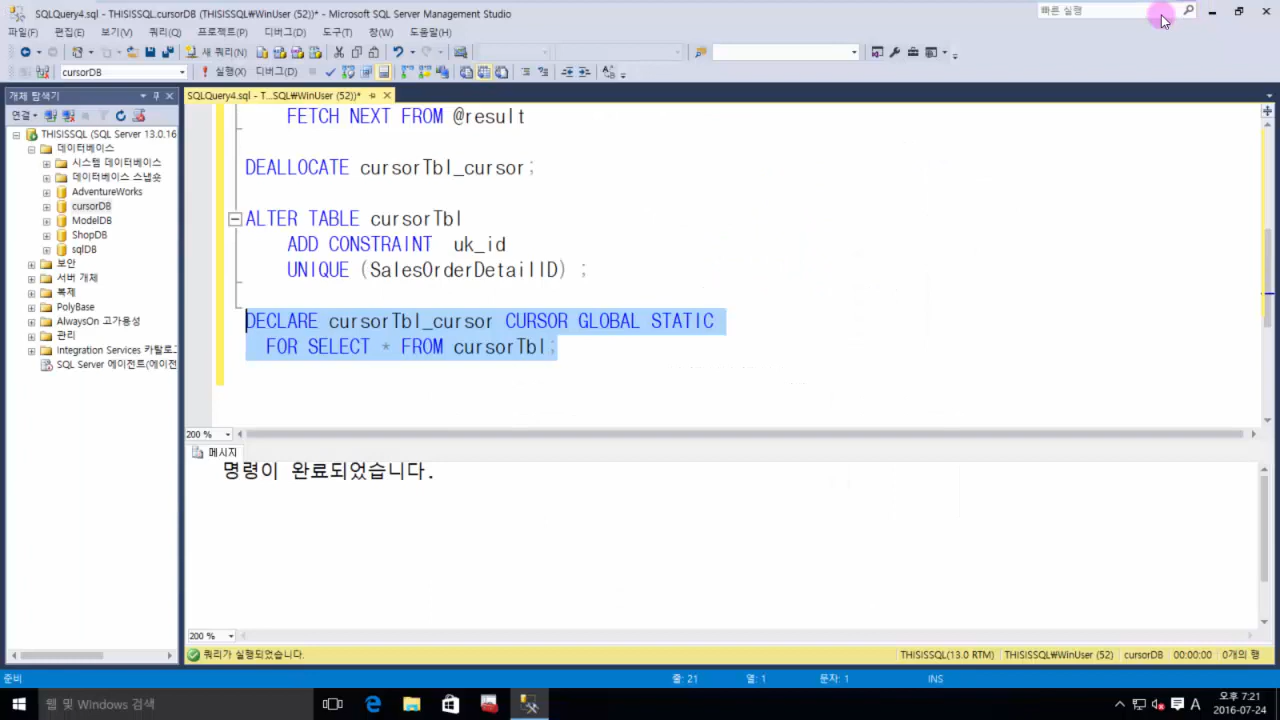 SQLQuery4.sql - THISISSQL.cursorDB (THISISSQL₩WinUser (52))* - Microsoft SQL Server Management Studio
빠른 실행
파일(F) 편집(E) 보기(V) 쿼리(Q) 프로젝트(P) 디버그(D) 도구(T) 창(W) 도움말(H)
새 쿼리(N)
cursorDB
실행(X) 디버그(D)
개체 탐색기
SQLQuery4.sql - T...SQL₩WinUser (52))*
연결
THISISSQL (SQL Server 13.0.16
데이터베이스
시스템 데이터베이스
데이터베이스 스냅숏
AdventureWorks
cursorDB
ModelDB
ShopDB
sqlDB
보안
서버 개체
복제
PolyBase
AlwaysOn 고가용성
관리
Integration Services 카탈로그
SQL Server 에이전트(에이전
FETCH NEXT FROM @result
DEALLOCATE cursorTbl_cursor;
ALTER TABLE cursorTbl
ADD CONSTRAINT uk_id
UNIQUE (SalesOrderDetailID) ;
DECLARE cursorTbl_cursor CURSOR GLOBAL STATIC
FOR SELECT * FROM cursorTbl;
200 %
메시지
명령이 완료되었습니다.
200 %
쿼리가 실행되었습니다.
THISISSQL (13.0 RTM) THISISSQL₩WinUser (52) cursorDB 00:00:00 0개의 행
준비
줄: 21 열: 1 문자: 1 INS
웹 및 Windows 검색
A
오후 7:21
2016-07-24